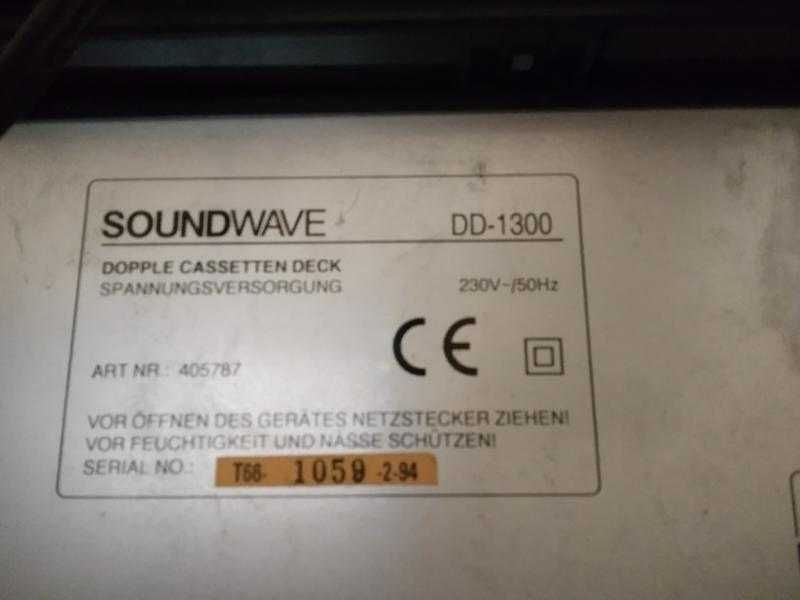 SOUNDWAVE DD-1300
DOPPLE CASSETTEN DECK
SPANNUNGSVERSORGUNG 230V~/50Hz
CE
ART NR.: 405787
VOR ÖFFNEN DES GERÄTES NETZSTECKER ZIEHEN!
VOR FEUCHTIGKEIT UND NÄSSE SCHÜTZEN!
SERIAL NO.: T66- 1059 -2-94